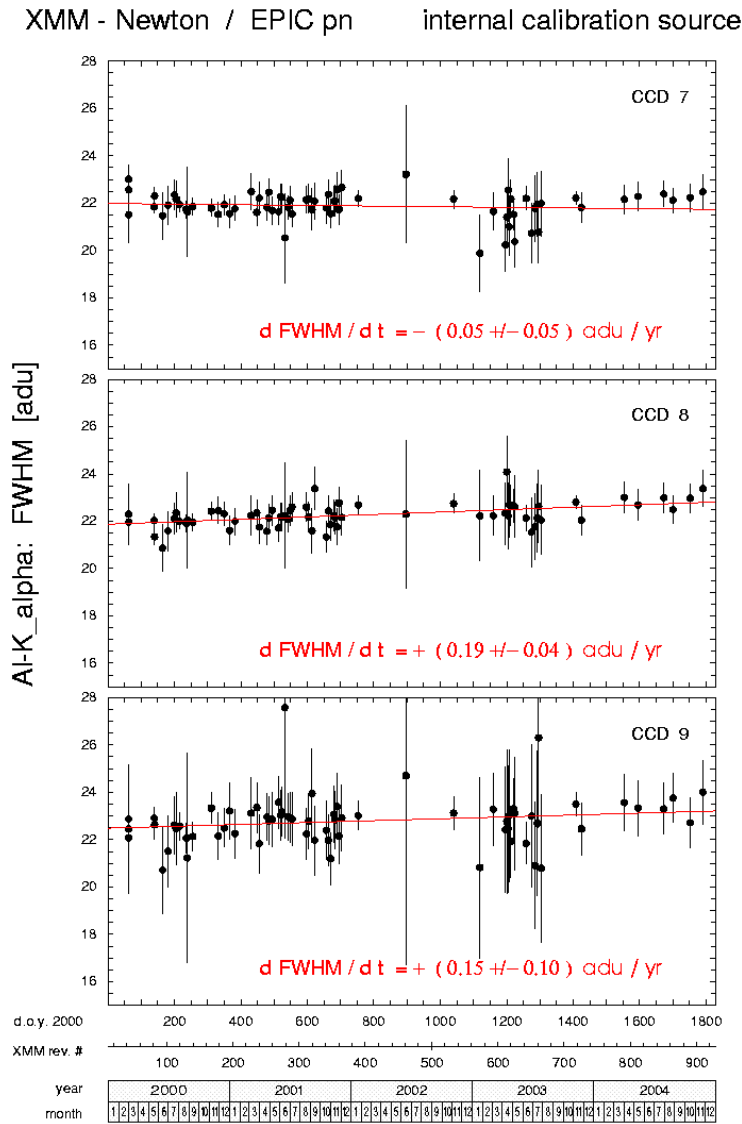 XMM - Newton / EPIC pn internal calibration source
Al-K_alpha: FWHM [adu]
28
26
24
22
20
18
16
CCD 7
d FWHM / d t = - ( 0.05 +/- 0.05 ) adu / yr
28
26
24
22
20
18
16
CCD 8
d FWHM / d t = + ( 0.19 +/- 0.04 ) adu / yr
28
26
24
22
20
18
16
CCD 9
d FWHM / d t = + ( 0.15 +/- 0.10 ) adu / yr
d.o.y. 2000 200 400 600 800 1000 1200 1400 1600 1800
XMM rev. # 100 200 300 400 500 600 700 800 900
year 2000 2001 2002 2003 2004
month 1 2 3 4 5 6 7 8 9 10 11 12 1 2 3 4 5 6 7 8 9 10 11 12 1 2 3 4 5 6 7 8 9 10 11 12 1 2 3 4 5 6 7 8 9 10 11 12 1 2 3 4 5 6 7 8 9 10 11 12